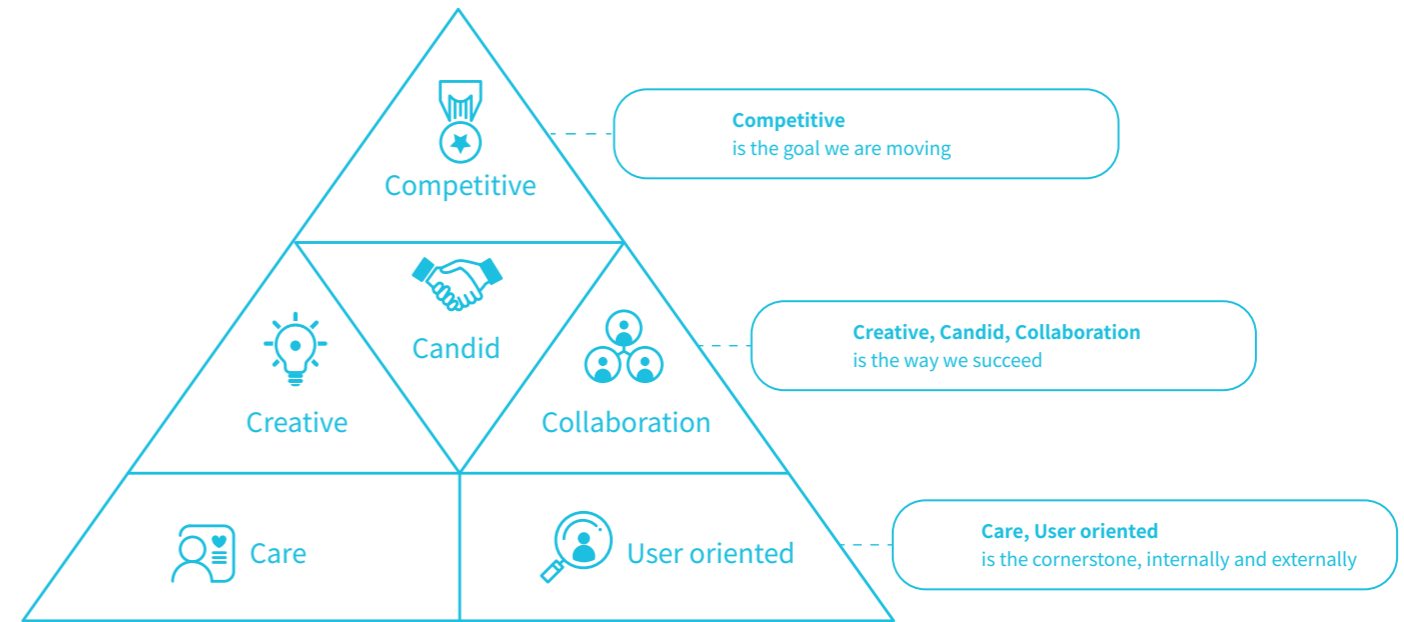 Competitive
Competitive
is the goal we are moving
Candid
Creative
Collaboration
Creative, Candid, Collaboration
is the way we succeed
Care
User oriented
Care, User oriented
is the cornerstone, internally and externally